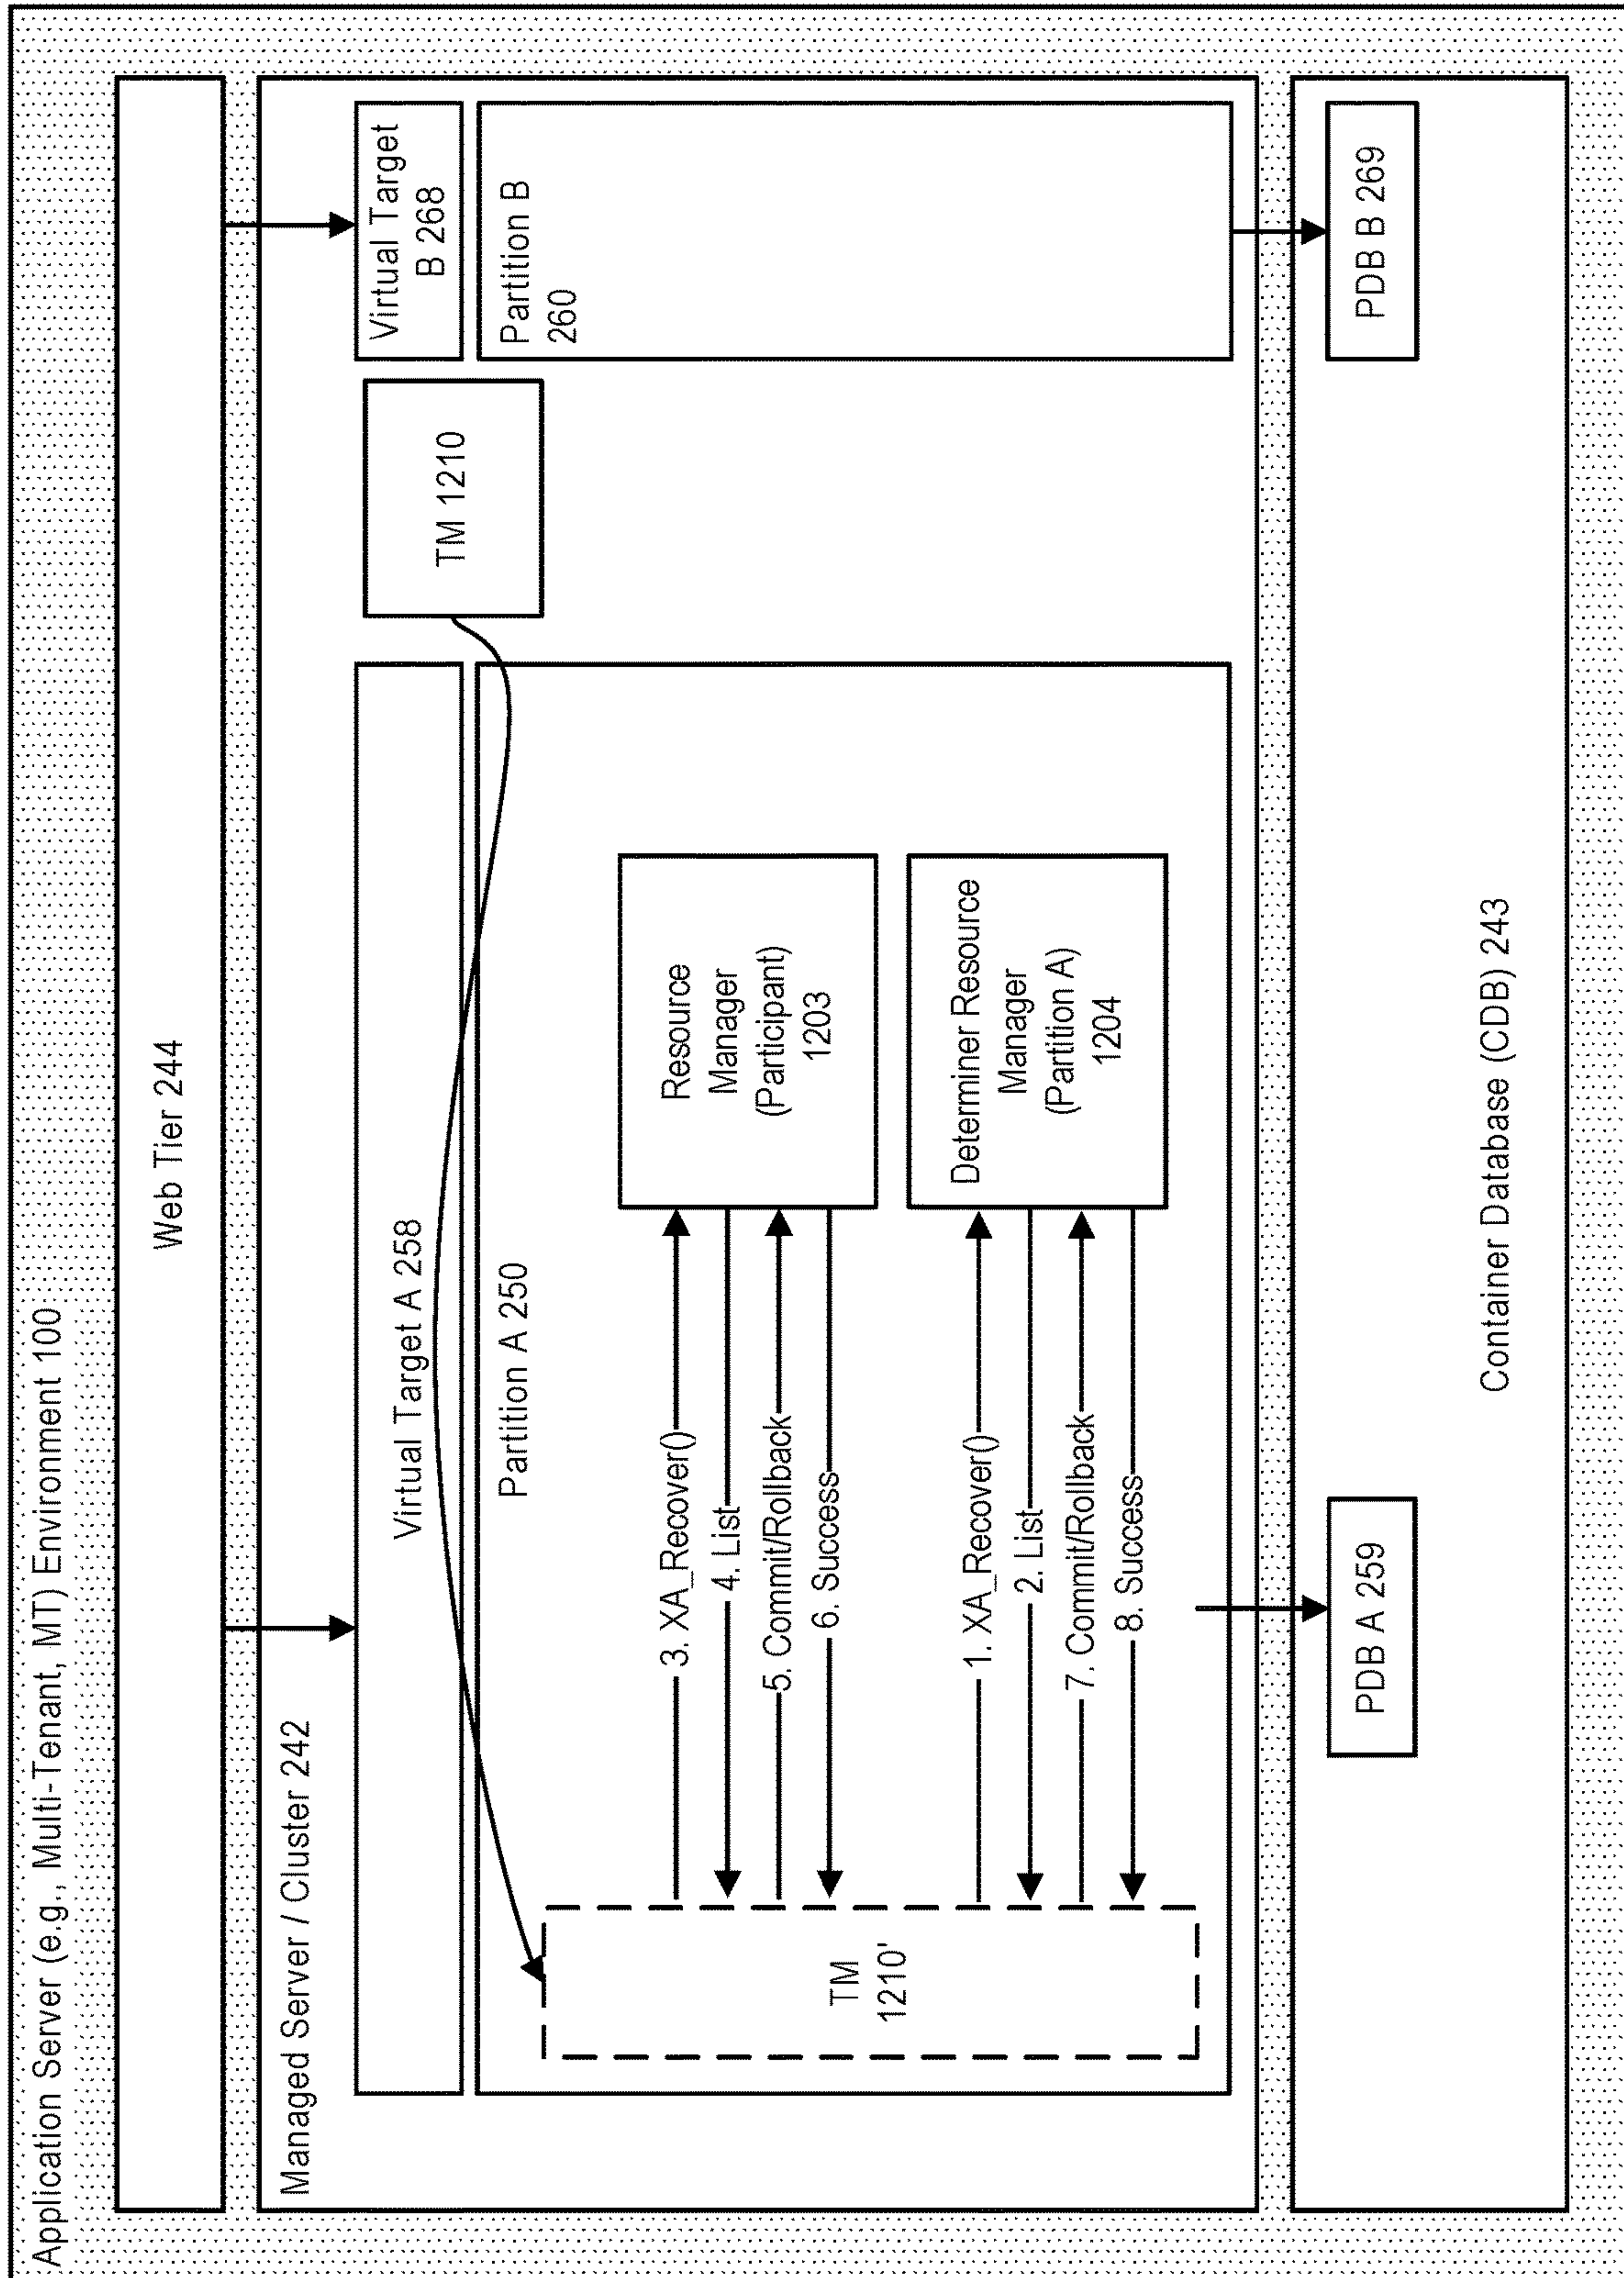 Application Server (e.g., Multi-Tenant, MT) Environment 100
Web Tier 244
Managed Server / Cluster 242
Virtual Target A 258
Partition A 250
TM 1210
Virtual Target
B 268
Partition B
260
TM
1210'
3. XA_Recover()
4. List
5. Commit/Rollback
6. Success
Resource
Manager
(Participant)
1203
1. XA_Recover()
2. List
7. Commit/Rollback
8. Success
Determiner Resource
Manager
(Partition A)
1204
PDB A 259
PDB B 269
Container Database (CDB) 243